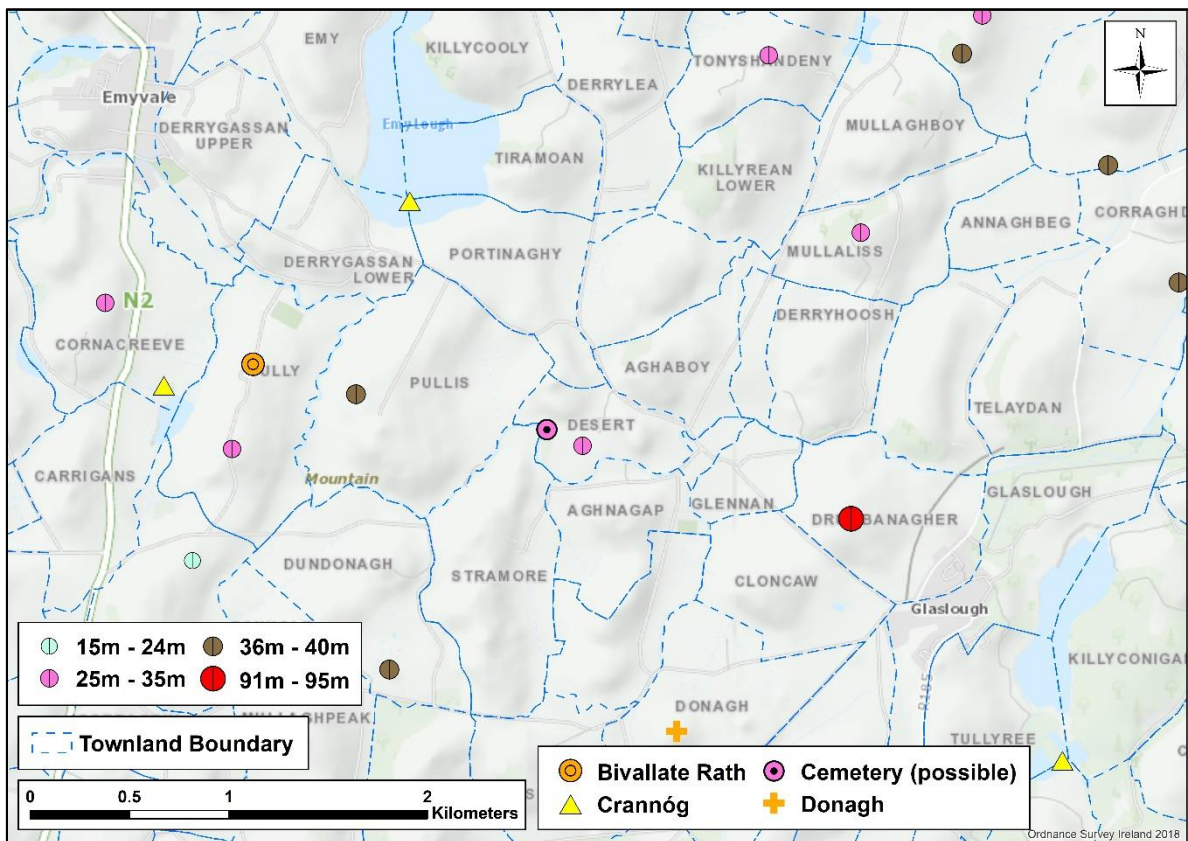 EMY
KILLYCOOLY
TONYSHANDENY
DERRYLEA
N
Emyvale
EmyLough
DERRYGASSAN
UPPER
MULLAGHBOY
TIRAMOAN
KILLYREAN
LOWER
ANNAGHBEG
CORRAGHD
PORTINAGHY
MULLALISS
DERRYGASSAN
LOWER
N2
DERRYHOOSH
CORNACREEVE
ULLY
PULLIS
AGHABOY
TELAYDAN
DESERT
CARRIGANS
Mountain
GLASLOUGH
AGHNAGAP
GLENNAN
DRUMBANAGHER
DUNDONAGH
STRAMORE
CLONCAW
Glaslough
15m - 24m
36m - 40m
25m - 35m
91m - 95m
KILLYCONIGAN
R185
DONAGH
MULLAGHPEAK
TULLYREE
Townland Boundary
Bivallate Rath
Cemetery (possible)
Crannóg
Donagh
0 0.5 1 2
Kilometers
Ordnance Survey Ireland 2018